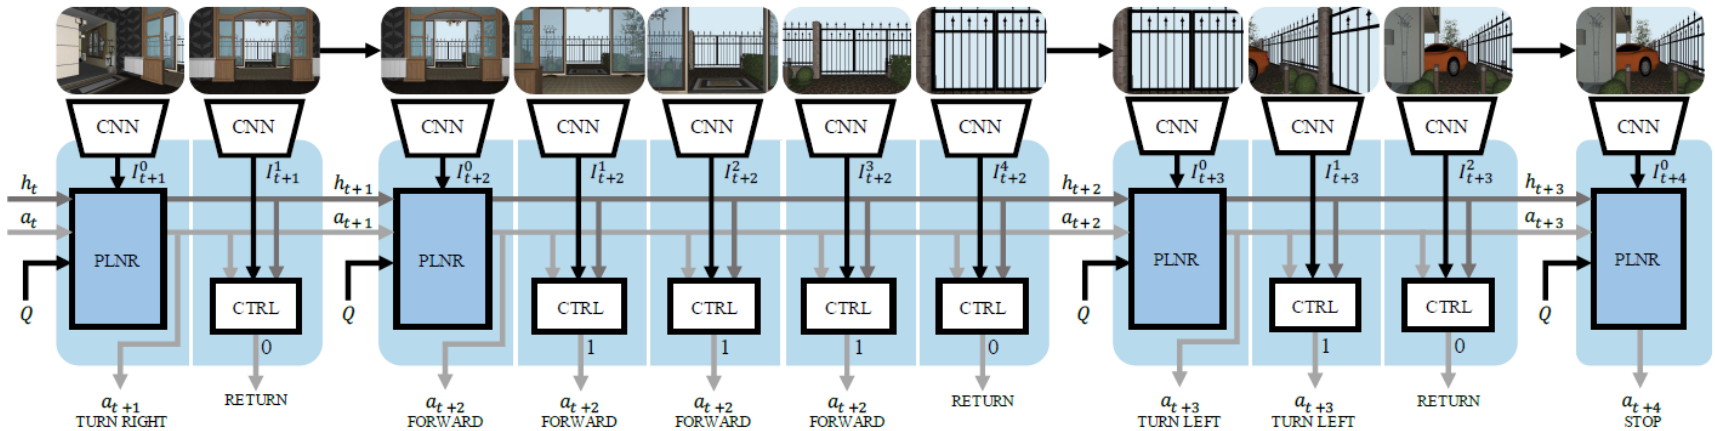 CNN CNN CNN CNN CNN CNN CNN CNN CNN CNN CNN
I^0_{t+1} I^1_{t+1} I^0_{t+2} I^1_{t+2} I^2_{t+2} I^3_{t+2} I^4_{t+2} I^0_{t+3} I^1_{t+3} I^2_{t+3} I^0_{t+4}
h_t h_{t+1} h_{t+2} h_{t+3}
a_t a_{t+1} a_{t+2} a_{t+3}
PLNR PLNR PLNR PLNR
Q Q Q Q
CTRL CTRL CTRL CTRL CTRL CTRL CTRL
0 1 1 1 0 1 0
a_{t+1} RETURN a_{t+2} a_{t+2} a_{t+2} a_{t+2} RETURN a_{t+3} a_{t+3} RETURN a_{t+4}
TURN RIGHT FORWARD FORWARD FORWARD FORWARD TURN LEFT TURN LEFT STOP